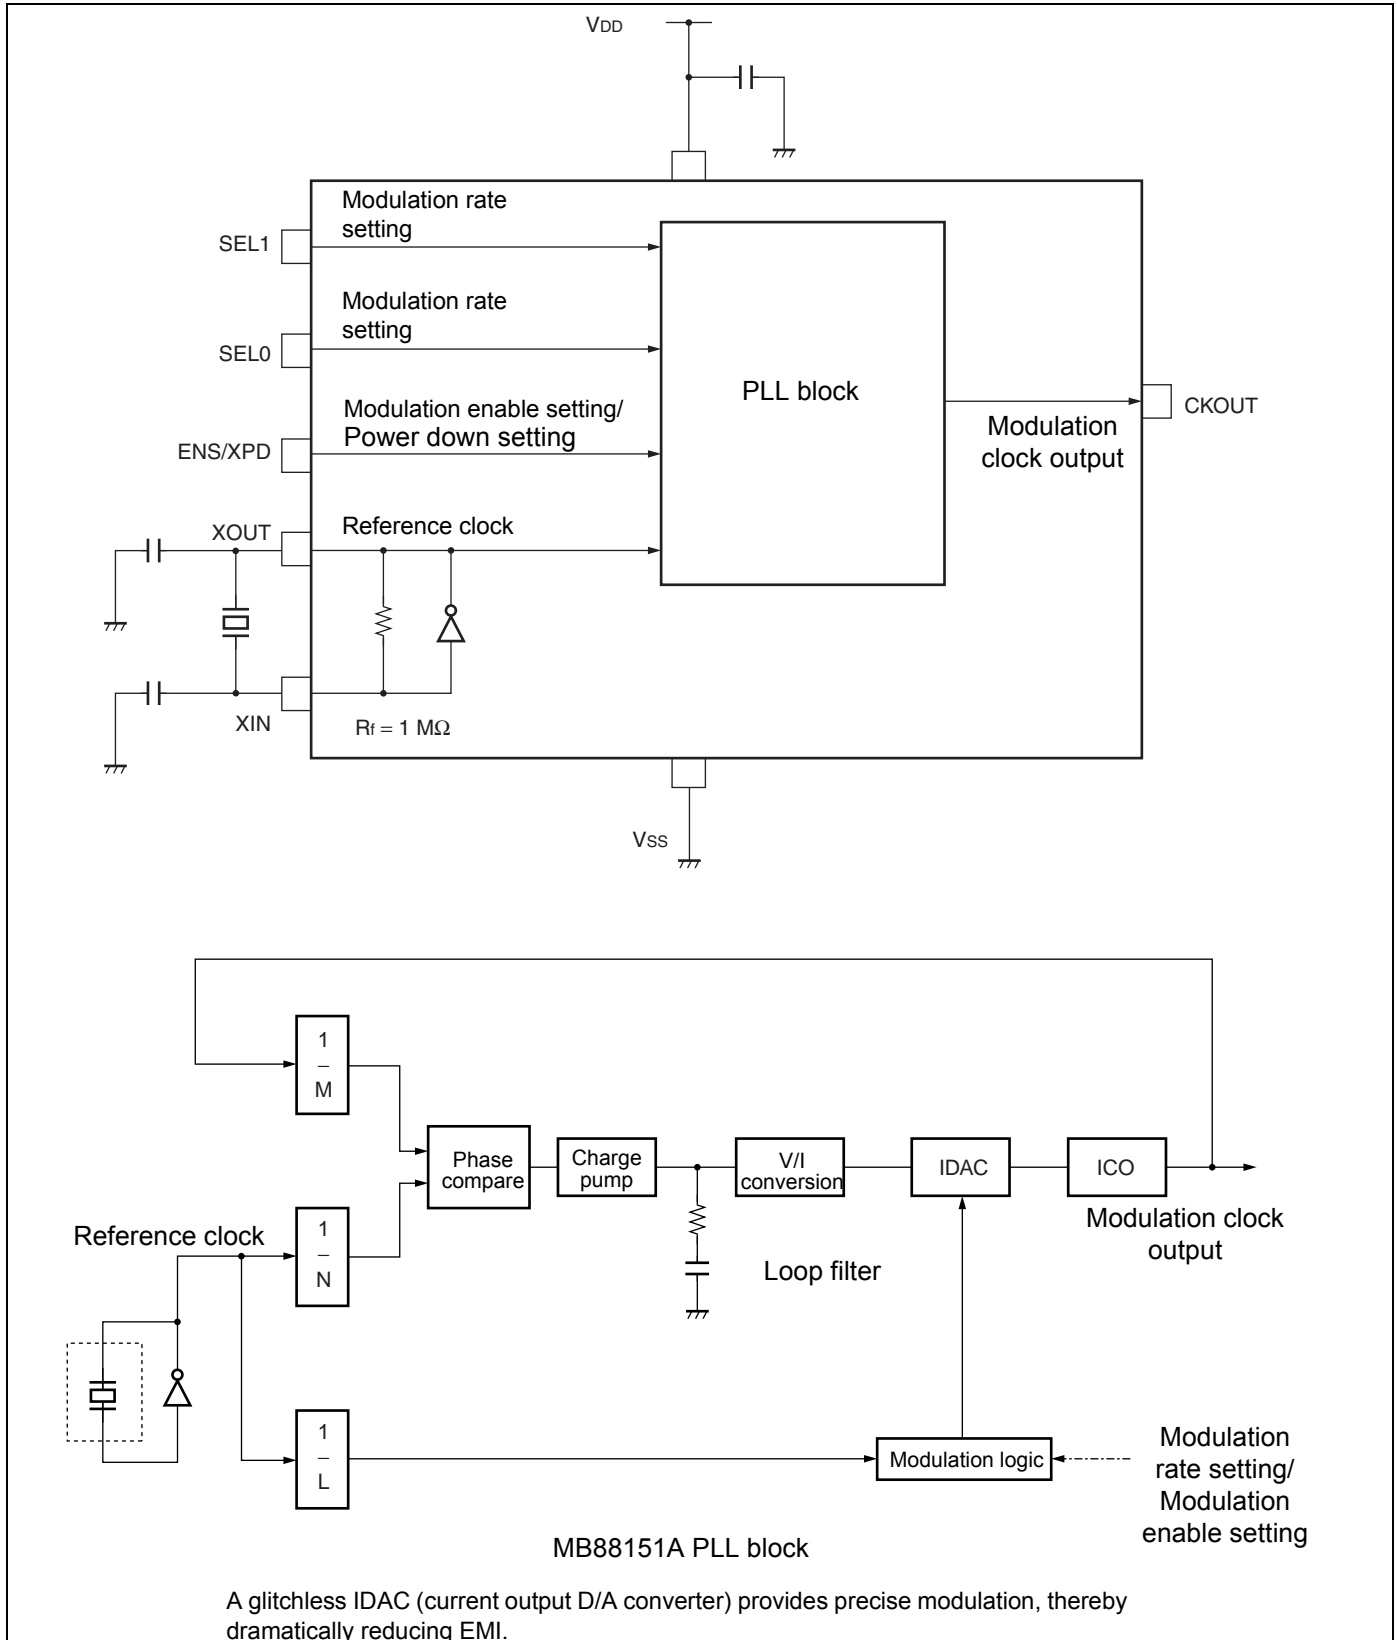 VDD
Modulation rate
setting
SEL1
Modulation rate
setting
SEL0
PLL block
Modulation enable setting/
Power down setting
ENS/XPD
CKOUT
Modulation
clock output
XOUT
Reference clock
XIN
Rf = 1 MΩ
VSS
1
–
M
Phase
compare
Charge
pump
V/I
conversion
IDAC
ICO
Reference clock
1
–
N
Modulation clock
output
Loop filter
1
–
L
Modulation logic
Modulation
rate setting/
Modulation
enable setting
MB88151A PLL block
A glitchless IDAC (current output D/A converter) provides precise modulation, thereby
dramatically reducing EMI.